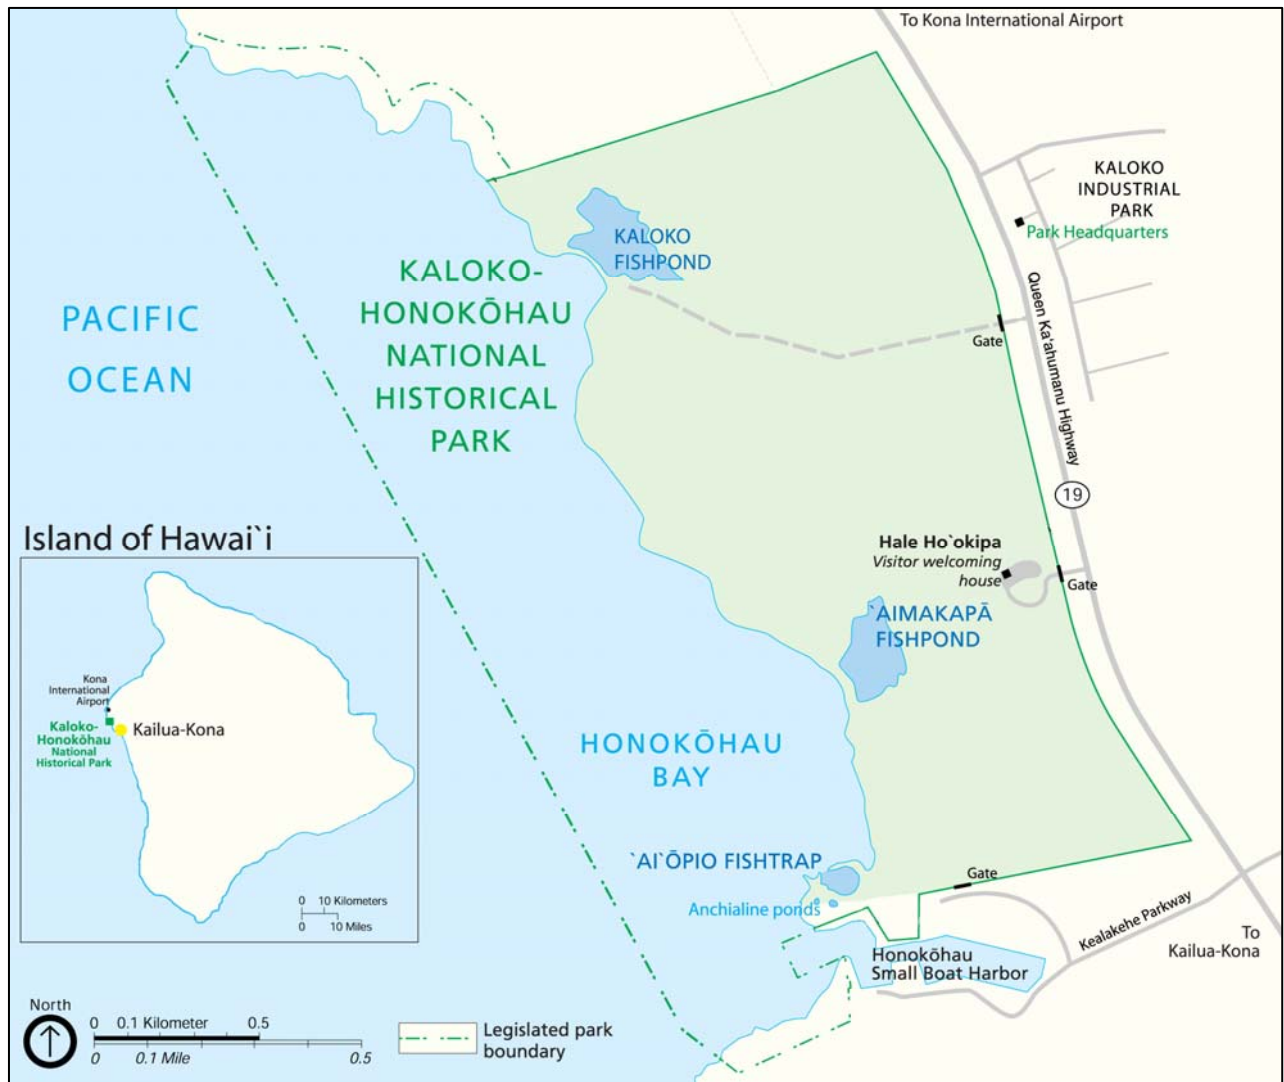 To Kona International Airport
KALOKO
INDUSTRIAL
PARK
Park Headquarters
KALOKO
FISHPOND
KALOKO-
HONOKŌHAU
NATIONAL
HISTORICAL
PARK
PACIFIC
OCEAN
Gate
Queen Ka'ahumanu Highway
19
Island of Hawai`i
Hale Ho`okipa
Visitor welcoming
house
Gate
`AIMAKAPĀ
FISHPOND
Kona
International
Airport
Kaloko-
Honokōhau
National
Historical Park
Kailua-Kona
HONOKŌHAU
BAY
`AI`ŌPIO FISHTRAP
Gate
Anchialine ponds
0 10 Kilometers
0 10 Miles
Kealakehe Parkway
To
Kailua-Kona
Honokōhau
Small Boat Harbor
North
0 0.1 Kilometer 0.5
0 0.1 Mile 0.5
Legislated park
boundary